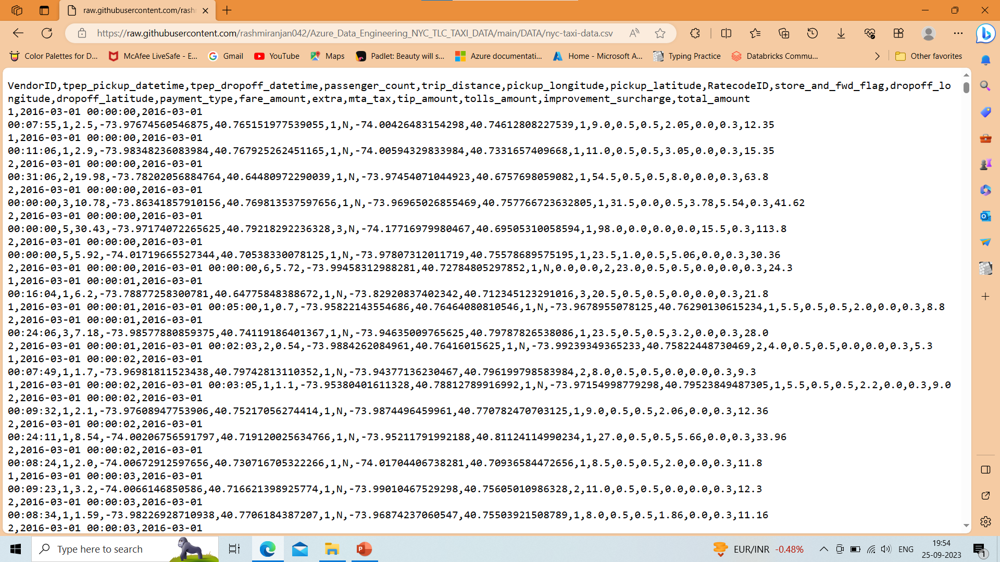 raw.githubusercontent.com/rash
https://raw.githubusercontent.com/rashmiranjan042/Azure_Data_Engineering_NYC_TLC_TAXI_DATA/main/DATA/nyc-taxi-data.csv
Color Palettes for D... McAfee LiveSafe - E... Gmail YouTube Maps Padlet: Beauty will s... Azure documentati... Home - Microsoft A... Typing Practice Databricks Commu... Other favorites
VendorID,tpep_pickup_datetime,tpep_dropoff_datetime,passenger_count,trip_distance,pickup_longitude,pickup_latitude,RatecodeID,store_and_fwd_flag,dropoff_lo
ngitude,dropoff_latitude,payment_type,fare_amount,extra,mta_tax,tip_amount,tolls_amount,improvement_surcharge,total_amount
1,2016-03-01 00:00:00,2016-03-01
00:07:55,1,2.5,-73.97674560546875,40.765151977539055,1,N,-74.00426483154298,40.74612808227539,1,9.0,0.5,0.5,2.05,0.0,0.3,12.35
1,2016-03-01 00:00:00,2016-03-01
00:11:06,1,2.9,-73.98348236083984,40.767925262451165,1,N,-74.00594329833984,40.7331657409668,1,11.0,0.5,0.5,3.05,0.0,0.3,15.35
2,2016-03-01 00:00:00,2016-03-01
00:31:06,2,19.98,-73.78202056884764,40.64480972290039,1,N,-73.97454071044923,40.6757698059082,1,54.5,0.5,0.5,8.0,0.0,0.3,63.8
2,2016-03-01 00:00:00,2016-03-01
00:00:00,3,10.78,-73.86341857910156,40.769813537597656,1,N,-73.96965026855469,40.757766723632805,1,31.5,0.0,0.5,3.78,5.54,0.3,41.62
2,2016-03-01 00:00:00,2016-03-01
00:00:00,5,30.43,-73.97174072265625,40.79218292236328,3,N,-74.17716979980467,40.69505310058594,1,98.0,0.0,0.0,0.0,15.5,0.3,113.8
2,2016-03-01 00:00:00,2016-03-01
00:00:00,5,5.92,-74.01719665527344,40.70538330078125,1,N,-73.97807312011719,40.75578689575195,1,23.5,1.0,0.5,5.06,0.0,0.3,30.36
2,2016-03-01 00:00:00,2016-03-01 00:00:00,6,5.72,-73.99458312988281,40.72784805297852,1,N,0.0,0.0,2,23.0,0.5,0.5,0.0,0.0,0.3,24.3
1,2016-03-01 00:00:01,2016-03-01
00:16:04,1,6.2,-73.78877258300781,40.64775848388672,1,N,-73.82920837402342,40.712345123291016,3,20.5,0.5,0.5,0.0,0.0,0.3,21.8
1,2016-03-01 00:00:01,2016-03-01 00:05:00,1,0.7,-73.95822143554686,40.76464080810546,1,N,-73.9678955078125,40.76290130615234,1,5.5,0.5,0.5,2.0,0.0,0.3,8.8
2,2016-03-01 00:00:01,2016-03-01
00:24:06,3,7.18,-73.98577880859375,40.74119186401367,1,N,-73.94635009765625,40.79787826538086,1,23.5,0.5,0.5,3.2,0.0,0.3,28.0
2,2016-03-01 00:00:01,2016-03-01 00:02:03,2,0.54,-73.9884262084961,40.76416015625,1,N,-73.99239349365233,40.75822448730469,2,4.0,0.5,0.5,0.0,0.0,0.3,5.3
1,2016-03-01 00:00:02,2016-03-01
00:07:49,1,1.7,-73.96981811523438,40.79742813110352,1,N,-73.94377136230467,40.796199798583984,2,8.0,0.5,0.5,0.0,0.0,0.3,9.3
1,2016-03-01 00:00:02,2016-03-01 00:03:05,1,1.1,-73.95380401611328,40.78812789916992,1,N,-73.97154998779298,40.79523849487305,1,5.5,0.5,0.5,2.2,0.0,0.3,9.0
2,2016-03-01 00:00:02,2016-03-01
00:09:32,1,2.1,-73.97608947753906,40.75217056274414,1,N,-73.9874496459961,40.770782470703125,1,9.0,0.5,0.5,2.06,0.0,0.3,12.36
2,2016-03-01 00:00:02,2016-03-01
00:24:11,1,8.54,-74.00206756591797,40.719120025634766,1,N,-73.95211791992188,40.81124114990234,1,27.0,0.5,0.5,5.66,0.0,0.3,33.96
2,2016-03-01 00:00:02,2016-03-01
00:08:24,1,2.0,-74.00672912597656,40.730716705322266,1,N,-74.01704406738281,40.70936584472656,1,8.5,0.5,0.5,2.0,0.0,0.3,11.8
1,2016-03-01 00:00:03,2016-03-01
00:09:23,1,3.2,-74.0066146850586,40.716621398925774,1,N,-73.99010467529298,40.75605010986328,2,11.0,0.5,0.5,0.0,0.0,0.3,12.3
2,2016-03-01 00:00:03,2016-03-01
00:08:34,1,1.59,-73.98226928710938,40.7706184387207,1,N,-73.96874237060547,40.75503921508789,1,8.0,0.5,0.5,1.86,0.0,0.3,11.16
2,2016-03-01 00:00:03,2016-03-01
Type here to search
EUR/INR -0.48% ENG
19:54
25-09-2023
1